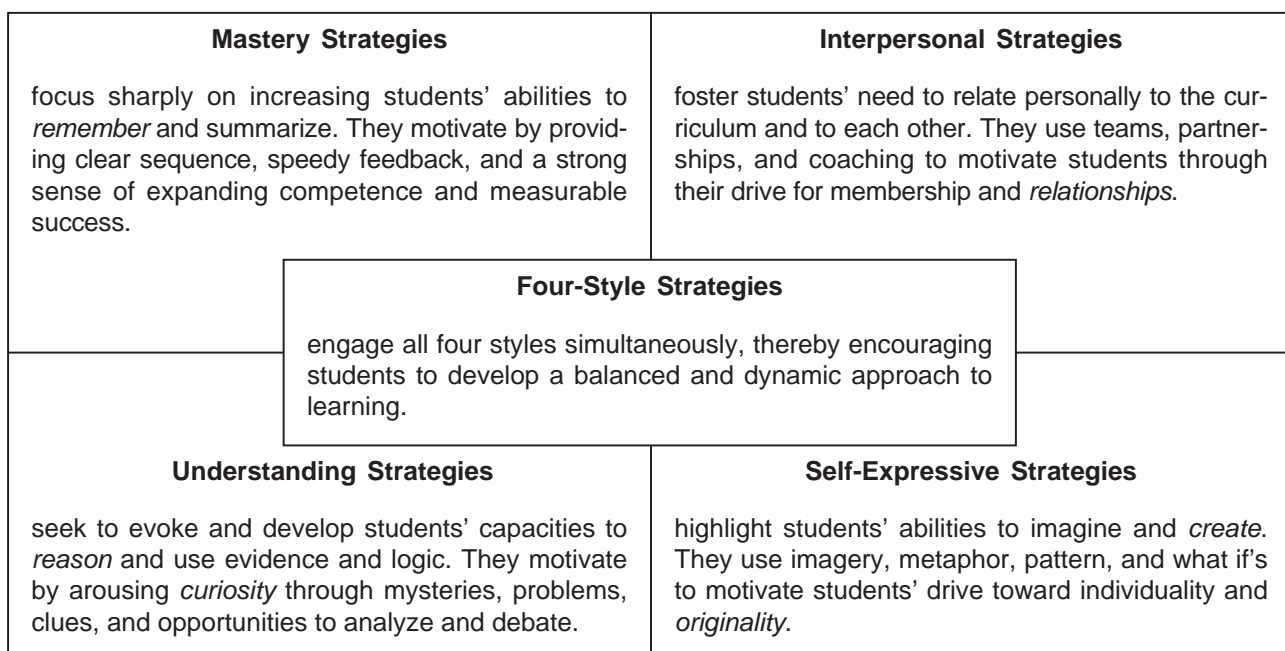 Mastery Strategies
focus sharply on increasing students’ abilities to
remember and summarize. They motivate by provid-
ing clear sequence, speedy feedback, and a strong
sense of expanding competence and measurable
success.
Interpersonal Strategies
foster students’ need to relate personally to the cur-
riculum and to each other. They use teams, partner-
ships, and coaching to motivate students through
their drive for membership and relationships.
Four-Style Strategies
engage all four styles simultaneously, thereby encouraging
students to develop a balanced and dynamic approach to
learning.
Understanding Strategies
seek to evoke and develop students’ capacities to
reason and use evidence and logic. They motivate
by arousing curiosity through mysteries, problems,
clues, and opportunities to analyze and debate.
Self-Expressive Strategies
highlight students’ abilities to imagine and create.
They use imagery, metaphor, pattern, and what if’s
to motivate students’ drive toward individuality and
originality.